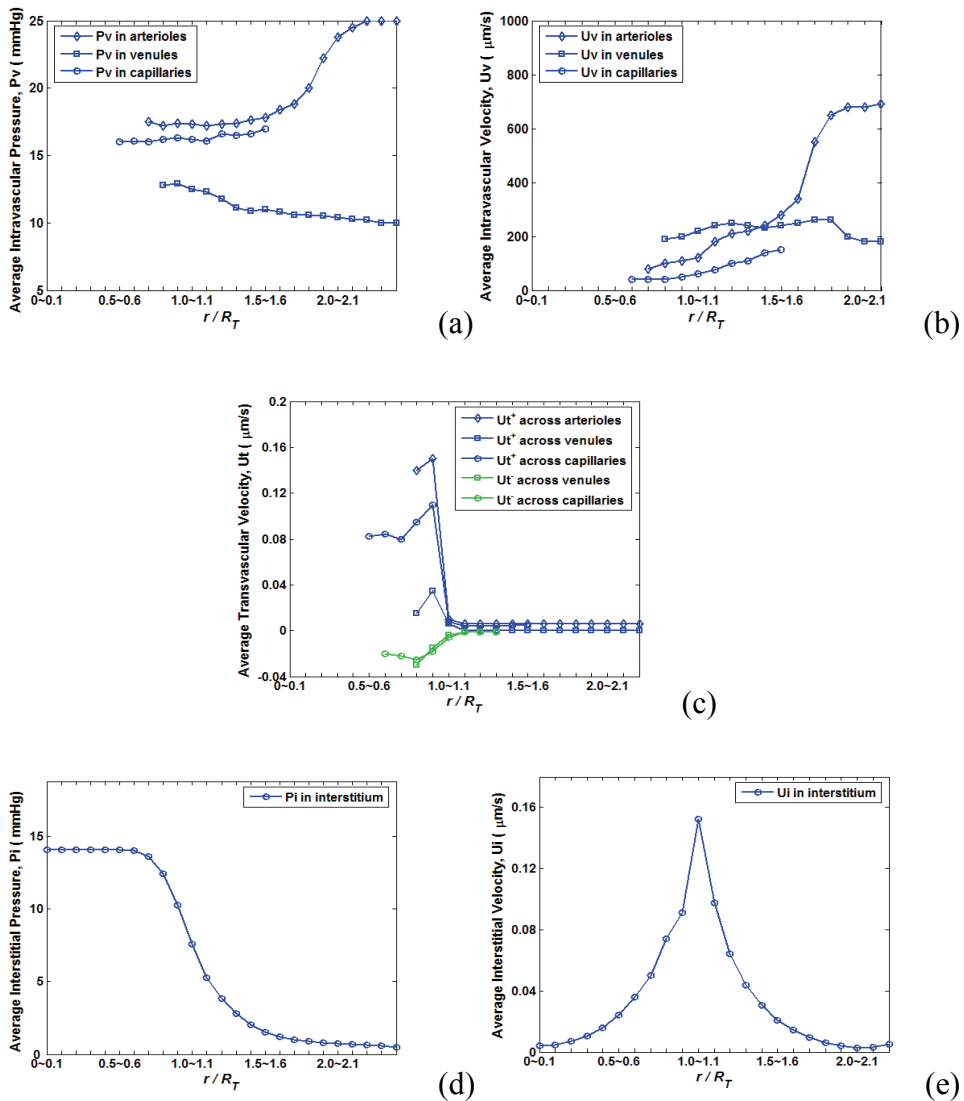 Average Intravascular Pressure, Pv ( mmHg)
25
20
15
10
5
Pv in arterioles
Pv in venules
Pv in capillaries
0~0.1 0.5~0.6 1.0~1.1 1.5~1.6 2.0~2.1
r / R_T
(a)
Average Intravascular Velocity, Uv ( μm/s)
1000
800
600
400
200
0
Uv in arterioles
Uv in venules
Uv in capillaries
0~0.1 0.5~0.6 1.0~1.1 1.5~1.6 2.0~2.1
r / R_T
(b)
Average Transvascular Velocity, Ut ( μm/s)
0.2
0.16
0.12
0.08
0.04
0
-0.04
Ut⁺ across arterioles
Ut⁺ across venules
Ut⁺ across capillaries
Ut⁻ across venules
Ut⁻ across capillaries
0~0.1 0.5~0.6 1.0~1.1 1.5~1.6 2.0~2.1
r / R_T
(c)
Average Interstitial Pressure, Pi ( mmHg)
15
10
5
0
Pi in interstitium
0~0.1 0.5~0.6 1.0~1.1 1.5~1.6 2.0~2.1
r / R_T
(d)
Average Interstitial Velocity, Ui ( μm/s)
0.16
0.12
0.08
0.04
0
Ui in interstitium
0~0.1 0.5~0.6 1.0~1.1 1.5~1.6 2.0~2.1
r / R_T
(e)